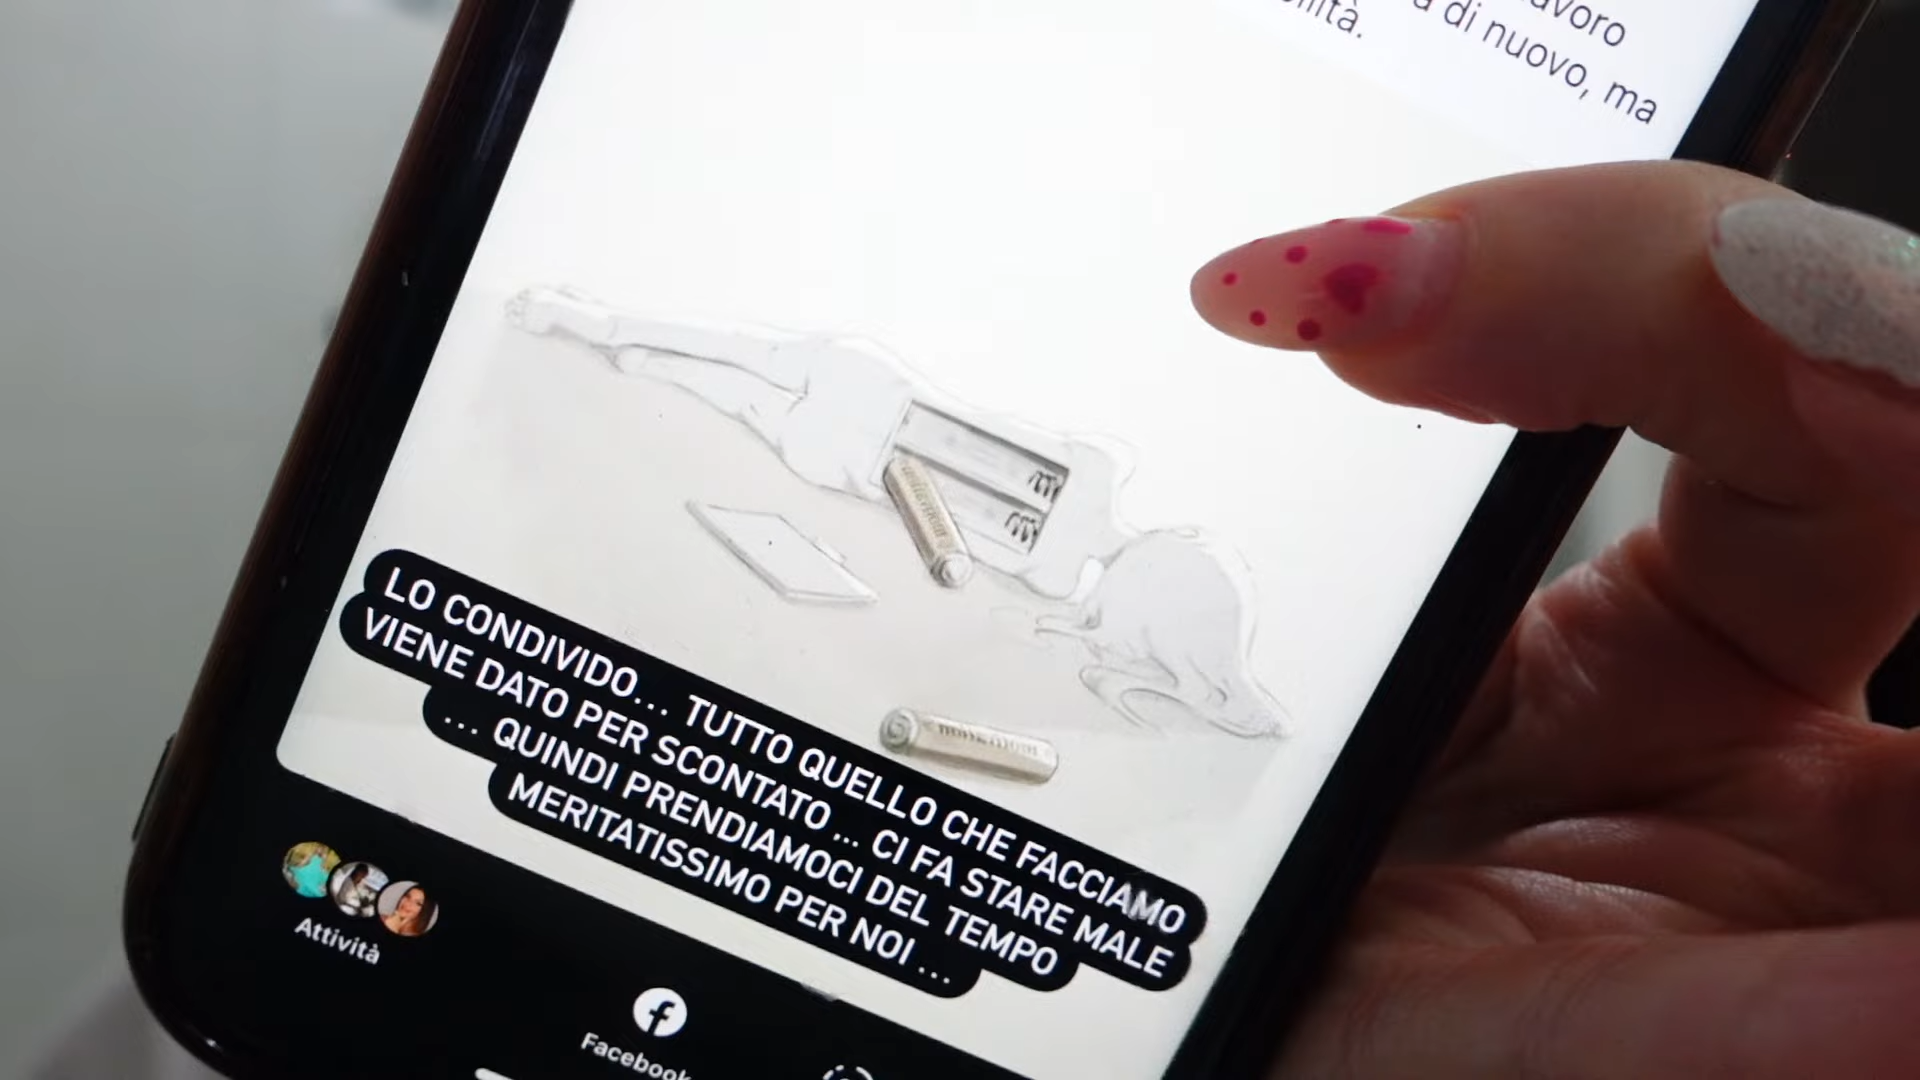 avoro
a di nuovo, ma
bilità.
LO CONDIVIDO... TUTTO QUELLO CHE FACCIAMO
VIENE DATO PER SCONTATO ... CI FA STARE MALE
... QUINDI PRENDIAMOCI DEL TEMPO
MERITATISSIMO PER NOI ...
Attività
Facebook